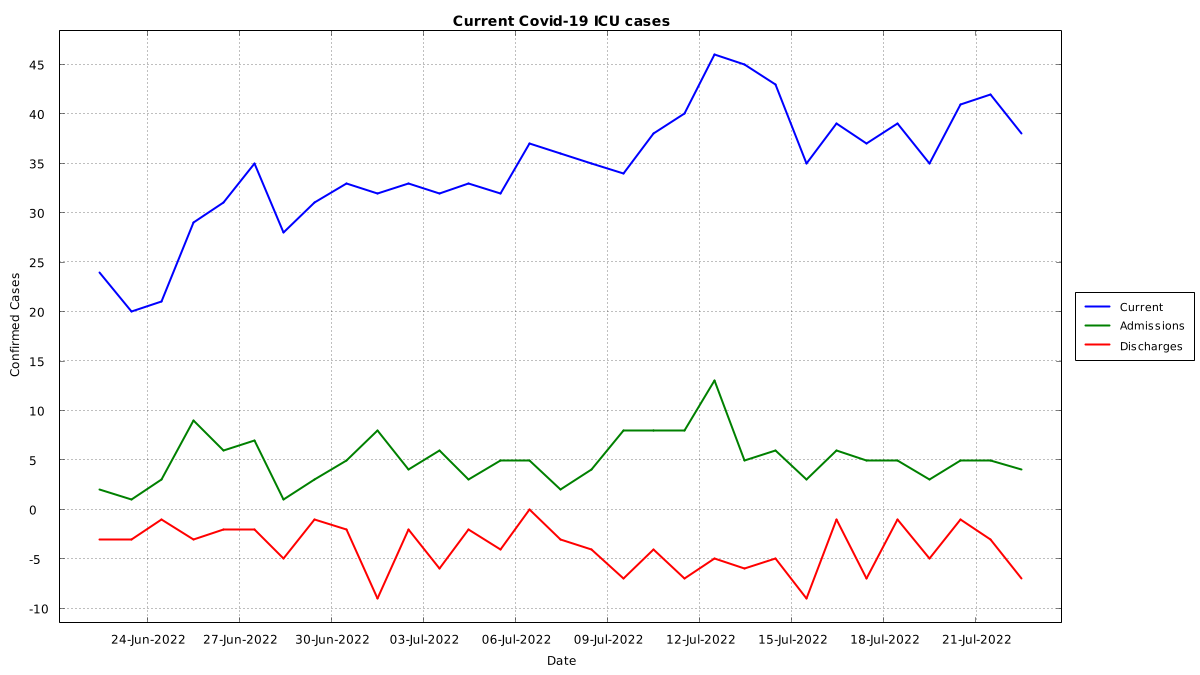 Current Covid-19 ICU cases
45
40
35
30
25
20
15
10
5
0
-5
-10
Confirmed Cases
24-Jun-2022 27-Jun-2022 30-Jun-2022 03-Jul-2022 06-Jul-2022 09-Jul-2022 12-Jul-2022 15-Jul-2022 18-Jul-2022 21-Jul-2022
Date
Current
Admissions
Discharges